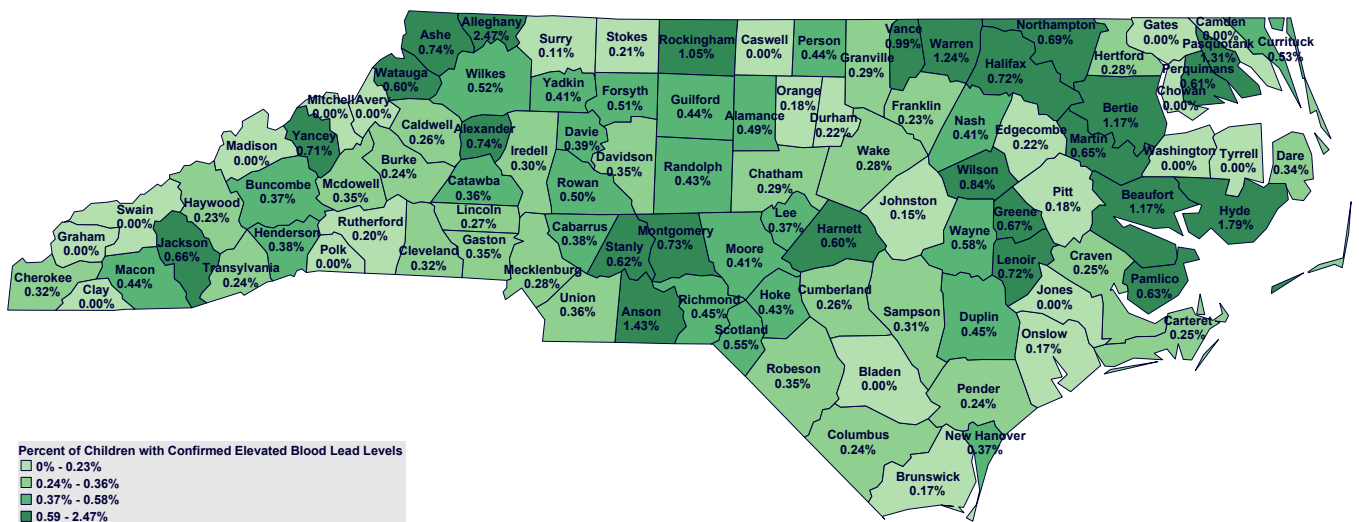 Alleghany
2.47%
Ashe
0.74%
Surry
0.11%
Stokes
0.21%
Rockingham
1.05%
Caswell
0.00%
Person
0.44%
Granville
0.29%
Vance
0.99%
Warren
1.24%
Northampton
0.69%
Halifax
0.72%
Hertford
0.28%
Gates
0.00%
Camden
0.00%
Pasquotank
1.31%
Currituck
0.53%
Perquimans
0.61%
Chowan
0.00%
Watauga
0.60%
Wilkes
0.52%
Yadkin
0.41%
Forsyth
0.51%
Guilford
0.44%
Alamance
0.49%
Orange
0.18%
Durham
0.22%
Franklin
0.23%
Nash
0.41%
Edgecombe
0.22%
Bertie
1.17%
Martin
0.65%
Washington
0.00%
Tyrrell
0.00%
Dare
0.34%
Mitchell
0.00%
Avery
0.00%
Yancey
0.71%
Madison
0.00%
Caldwell
0.26%
Alexander
0.74%
Iredell
0.30%
Davie
0.39%
Davidson
0.35%
Randolph
0.43%
Chatham
0.29%
Wake
0.28%
Wilson
0.84%
Pitt
0.18%
Beaufort
1.17%
Hyde
1.79%
Burke
0.24%
Mcdowell
0.35%
Buncombe
0.37%
Haywood
0.23%
Catawba
0.36%
Rowan
0.50%
Lincoln
0.27%
Johnston
0.15%
Greene
0.67%
Wayne
0.58%
Lenoir
0.72%
Craven
0.25%
Pamlico
0.63%
Swain
0.00%
Graham
0.00%
Jackson
0.66%
Henderson
0.38%
Rutherford
0.20%
Polk
0.00%
Cleveland
0.32%
Gaston
0.35%
Mecklenburg
0.28%
Cabarrus
0.38%
Stanly
0.62%
Montgomery
0.73%
Moore
0.41%
Lee
0.37%
Harnett
0.60%
Cherokee
0.32%
Clay
0.00%
Macon
0.44%
Transylvania
0.24%
Union
0.36%
Anson
1.43%
Richmond
0.45%
Scotland
0.55%
Hoke
0.43%
Cumberland
0.26%
Sampson
0.31%
Duplin
0.45%
Jones
0.00%
Onslow
0.17%
Carteret
0.25%
Robeson
0.35%
Bladen
0.00%
Pender
0.24%
Columbus
0.24%
New Hanover
0.37%
Brunswick
0.17%
Percent of Children with Confirmed Elevated Blood Lead Levels
0% - 0.23%
0.24% - 0.36%
0.37% - 0.58%
0.59 - 2.47%